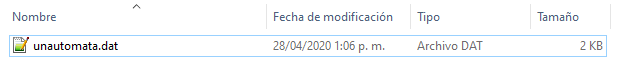 Nombre Fecha de modificación Tipo Tamaño
unautomata.dat 28/04/2020 1:06 p. m. Archivo DAT 2 KB